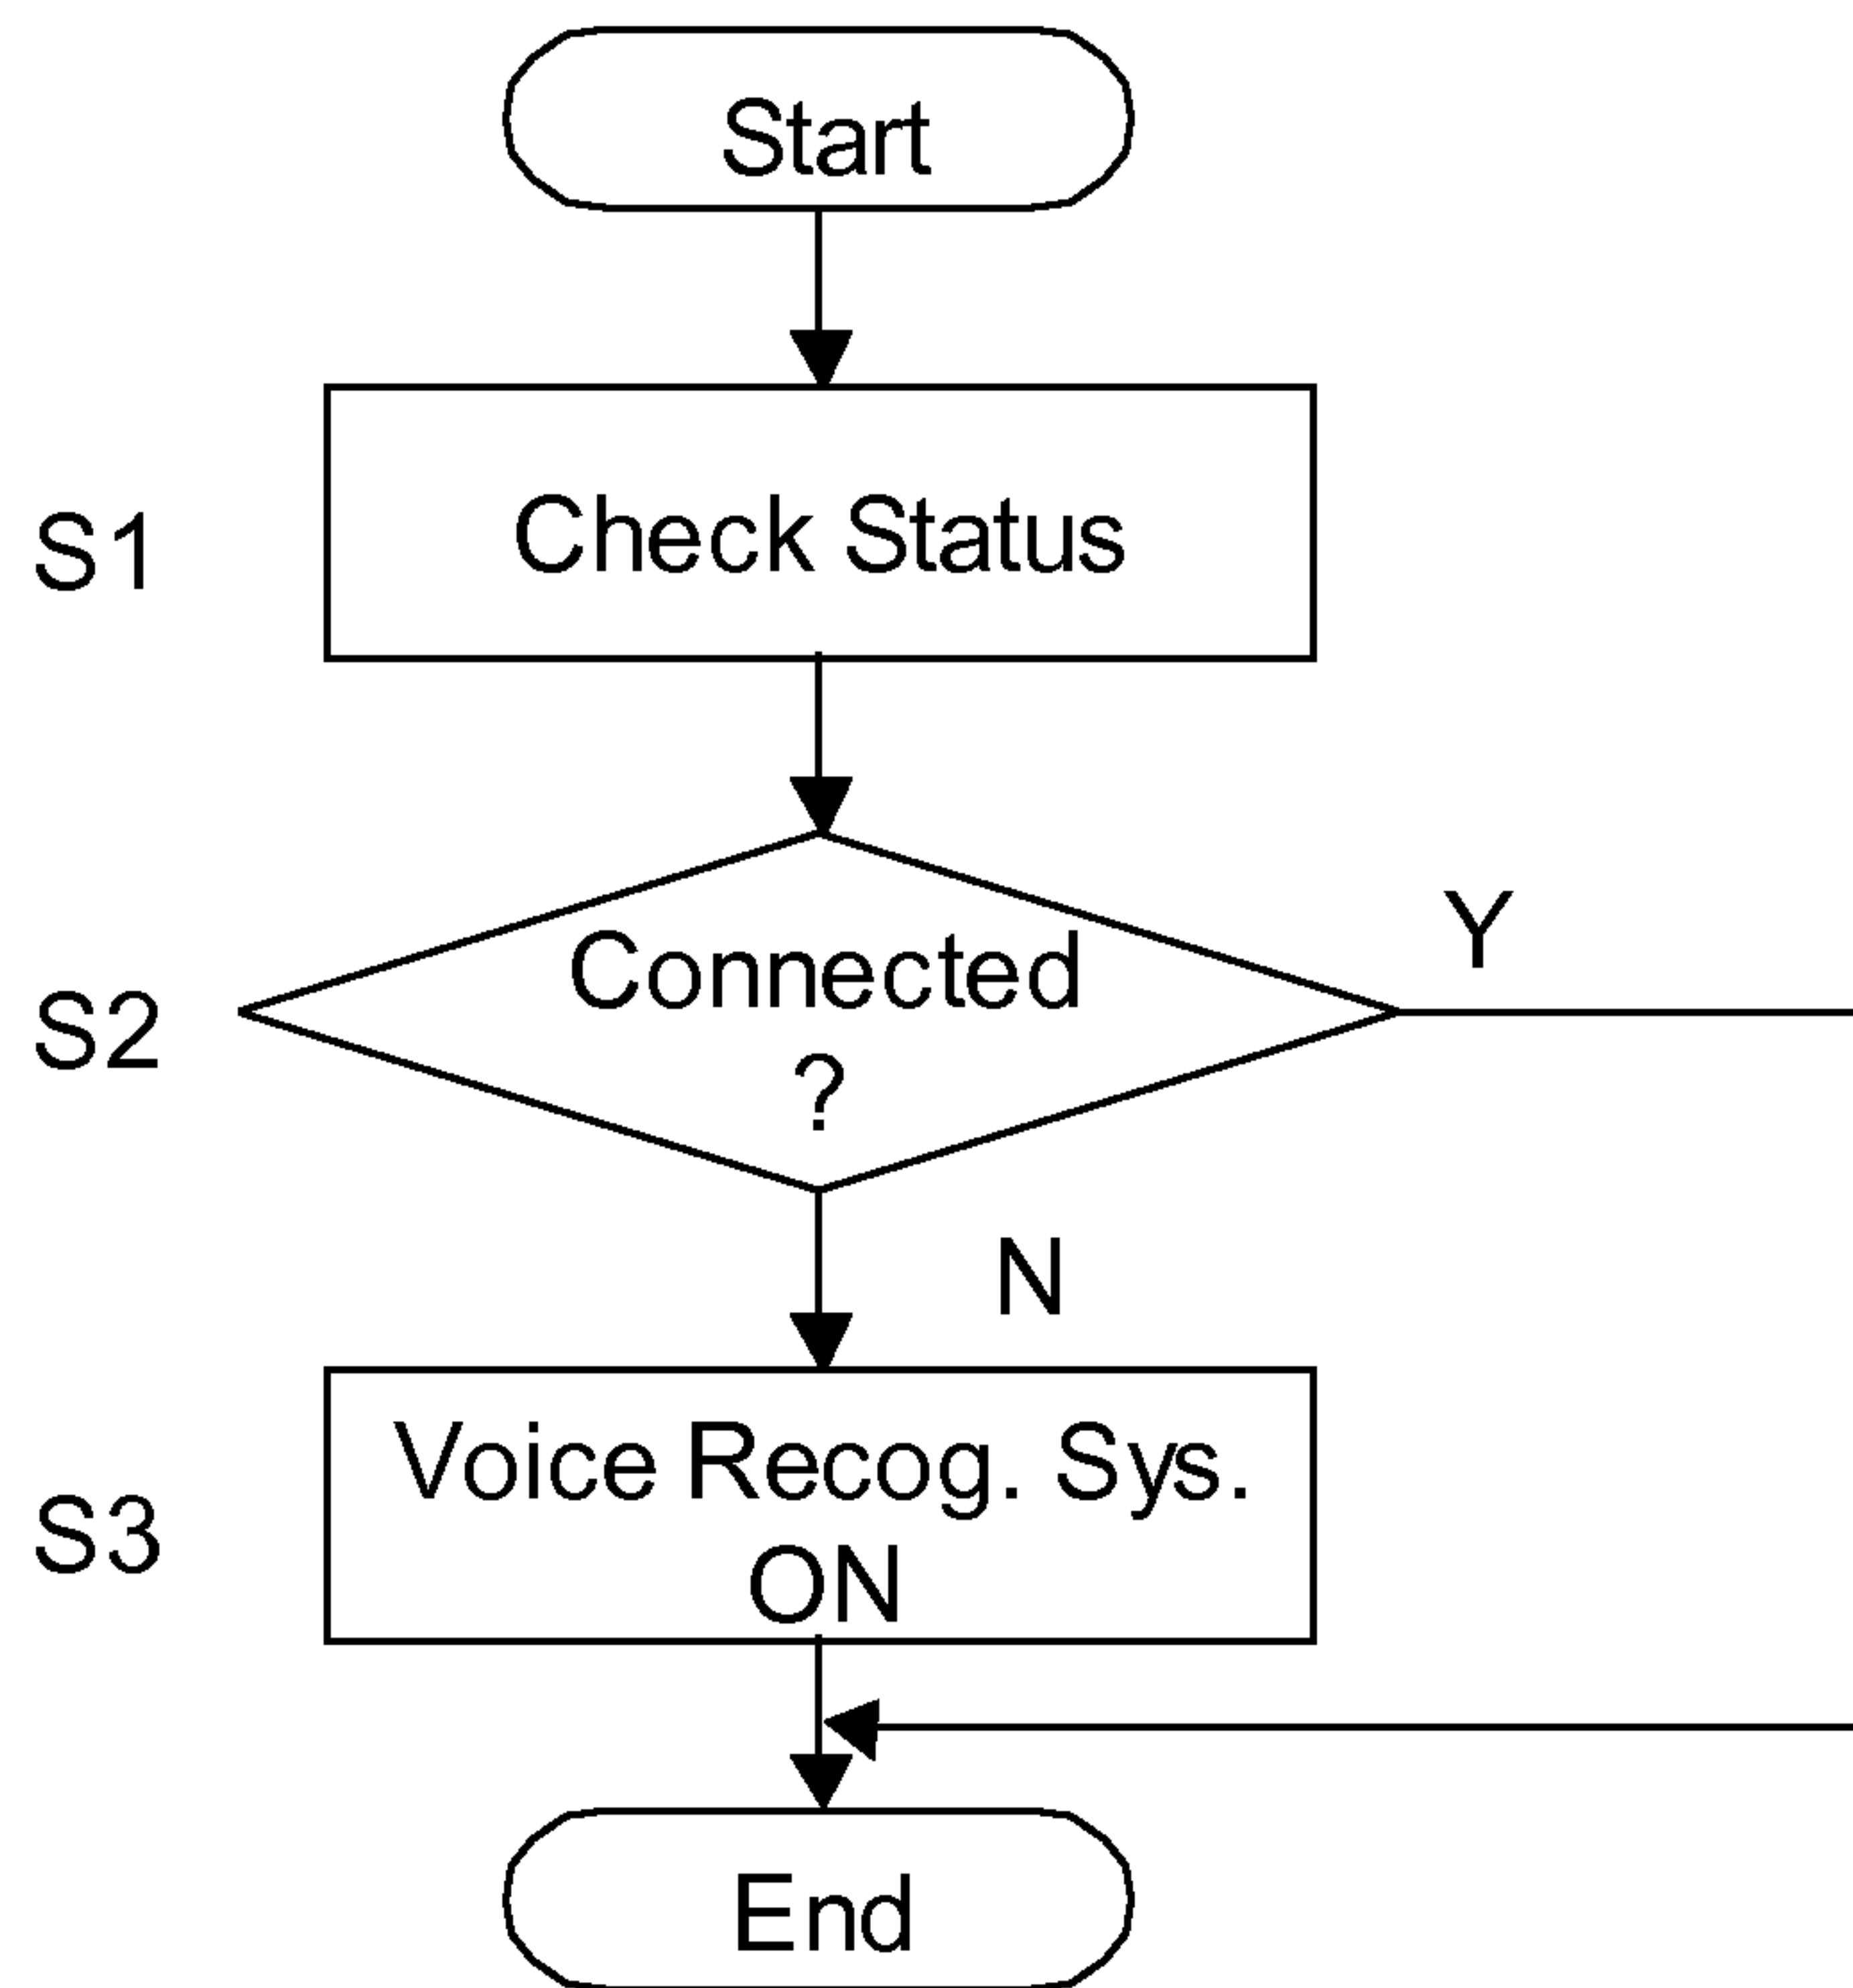 Start
S1
Check Status
S2
Connected
?
Y
N
S3
Voice Recog. Sys.
ON
End